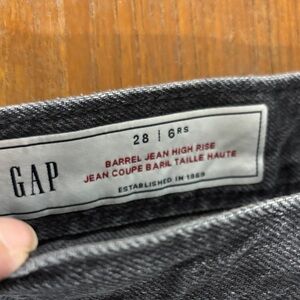 GAP
28 | 6RS
BARREL JEAN HIGH RISE
JEAN COUPE BARIL TAILLE HAUTE
ESTABLISHED IN 1969